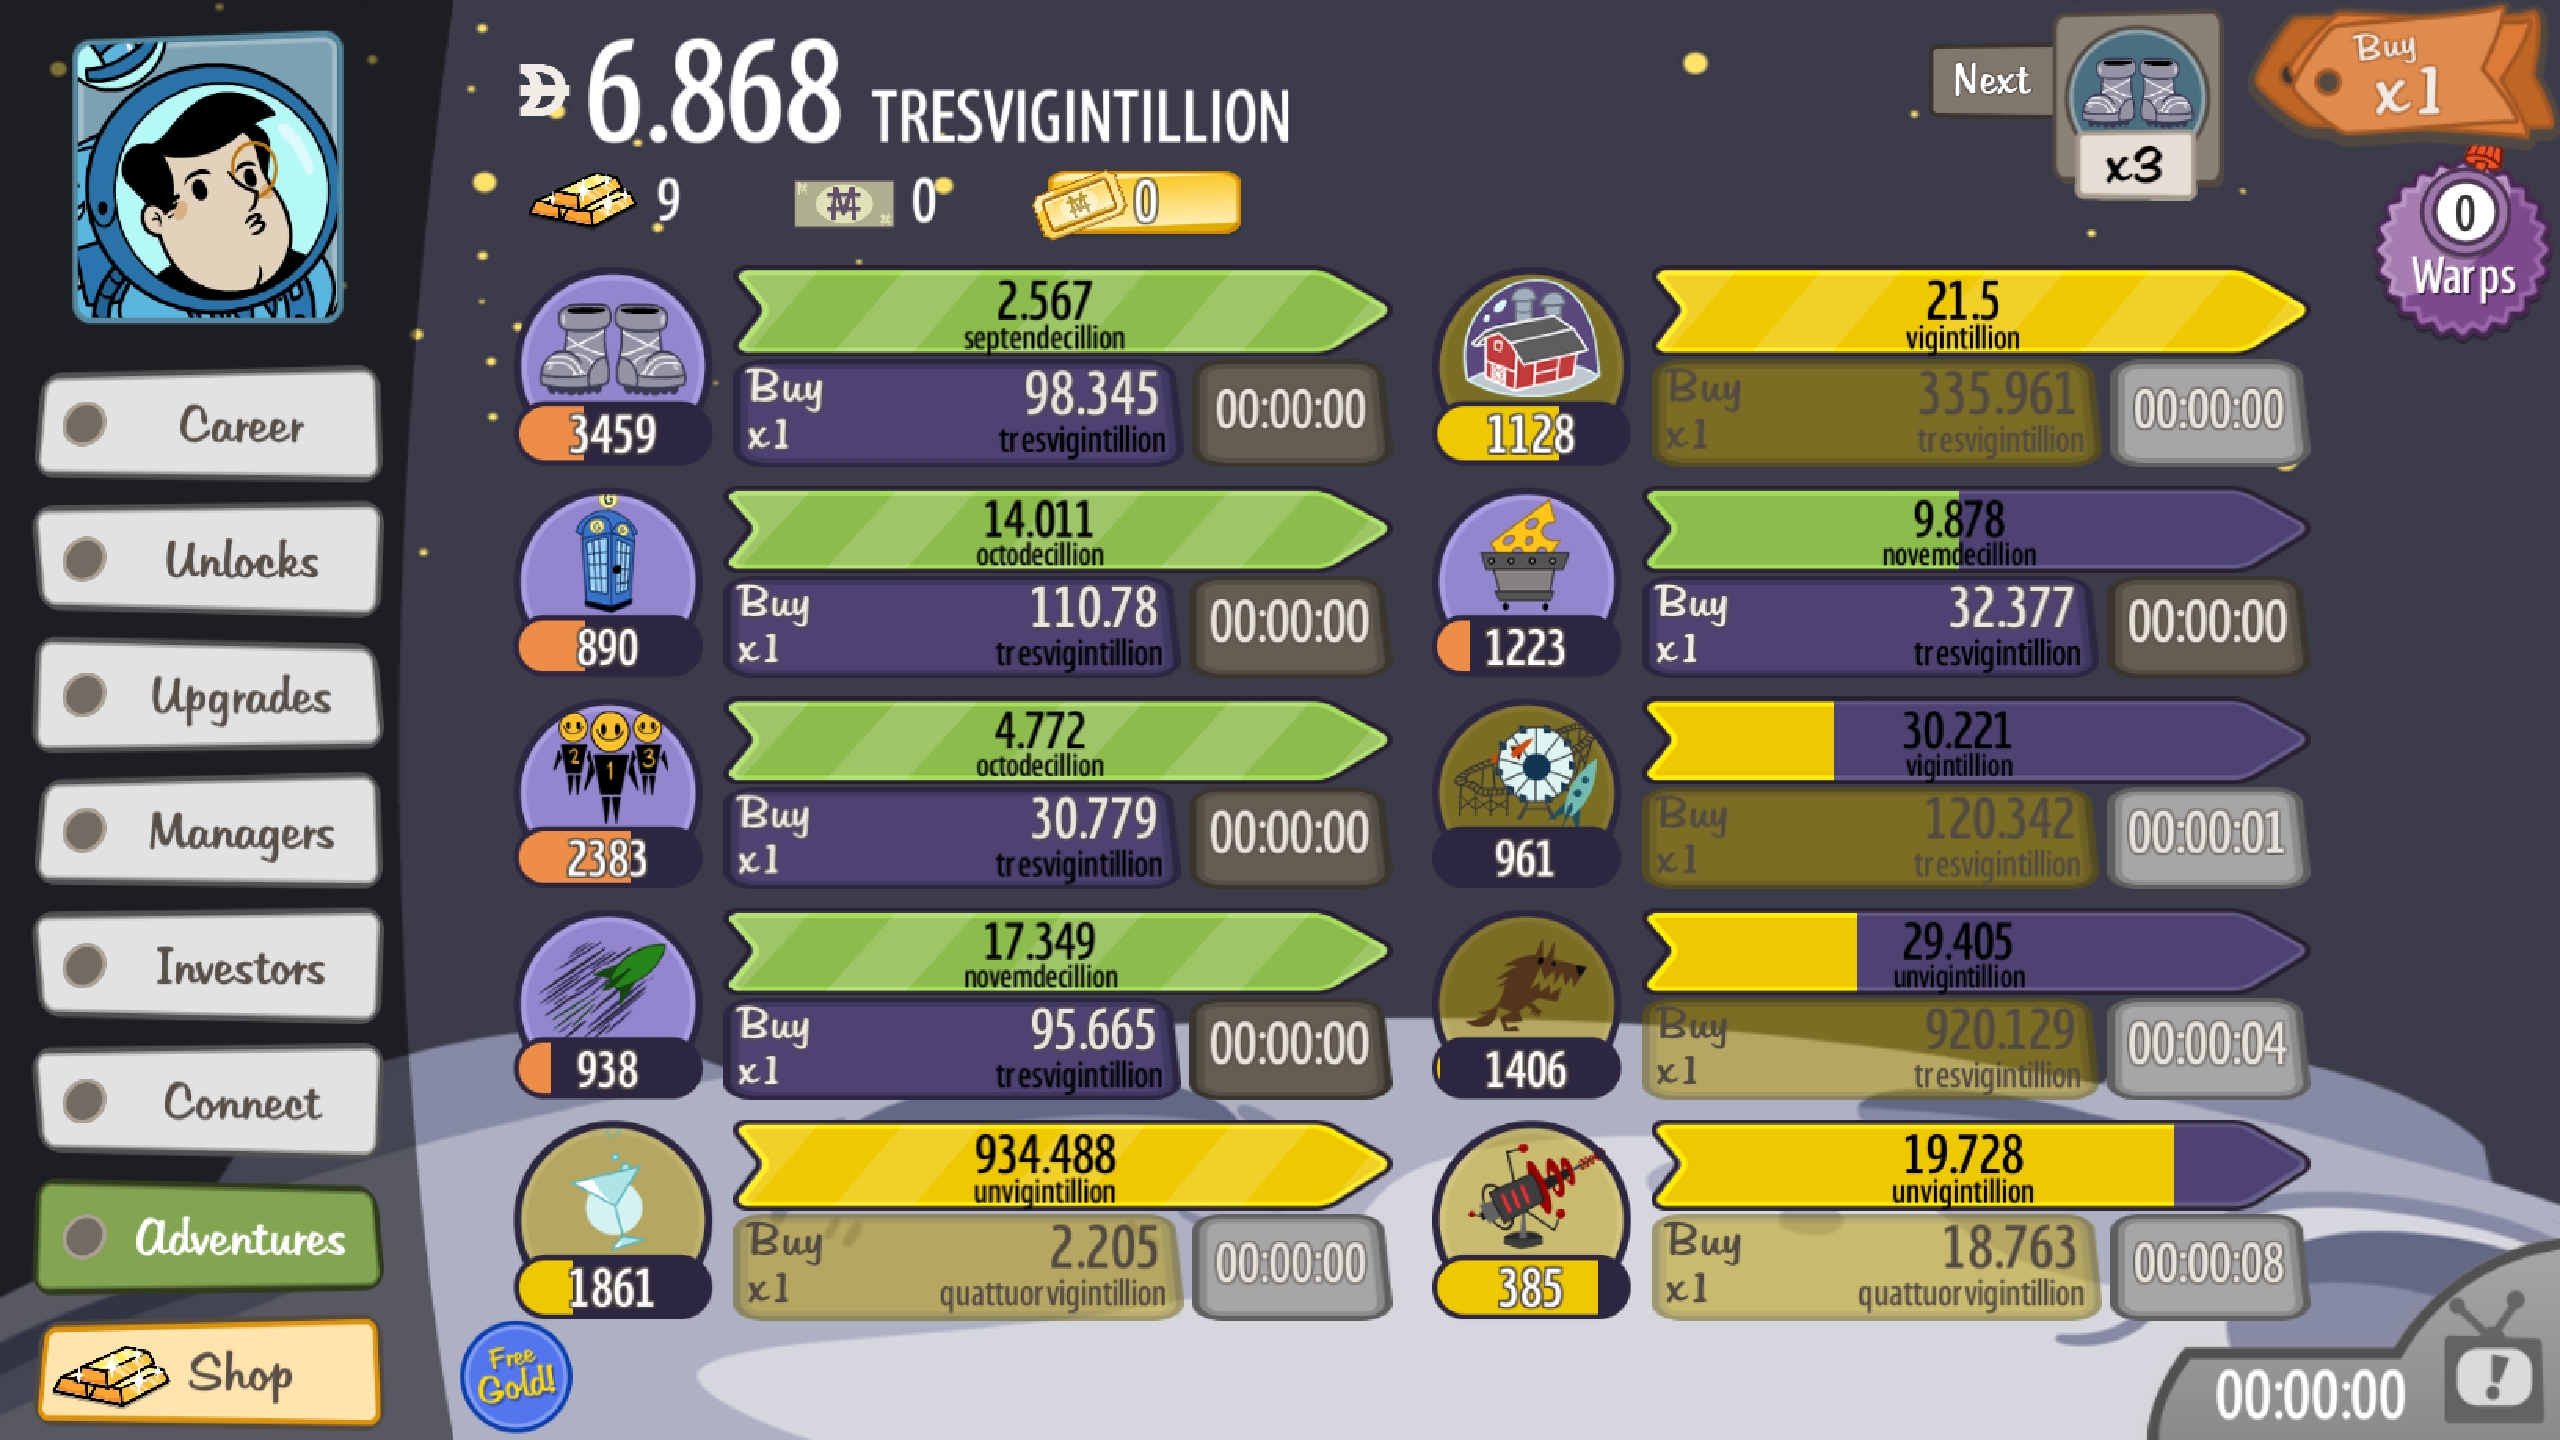 6.868 TRESVIGINTILLION
Next
x3
Buy
x1
9
0
0
0
Warps
Career
Unlocks
Upgrades
Managers
Investors
Connect
Adventures
Shop
2.567
septendecillion
3459
Buy
x1
98.345
tresvigintillion
00:00:00
21.5
vigintillion
1128
Buy
x1
335.961
tresvigintillion
00:00:00
14.011
octodecillion
G
890
Buy
x1
110.78
tresvigintillion
00:00:00
9.878
novemdecillion
1223
Buy
x1
32.377
tresvigintillion
00:00:00
4.772
octodecillion
2 1 3
2383
Buy
x1
30.779
tresvigintillion
00:00:00
30.221
vigintillion
961
Buy
x1
120.342
tresvigintillion
00:00:01
17.349
novemdecillion
938
Buy
x1
95.665
tresvigintillion
00:00:00
29.405
unvigintillion
1406
Buy
x1
920.129
tresvigintillion
00:00:04
934.488
unvigintillion
1861
Buy
x1
2.205
quattuorvigintillion
00:00:00
19.728
unvigintillion
385
Buy
x1
18.763
quattuorvigintillion
00:00:08
Free
Gold!
00:00:00
!